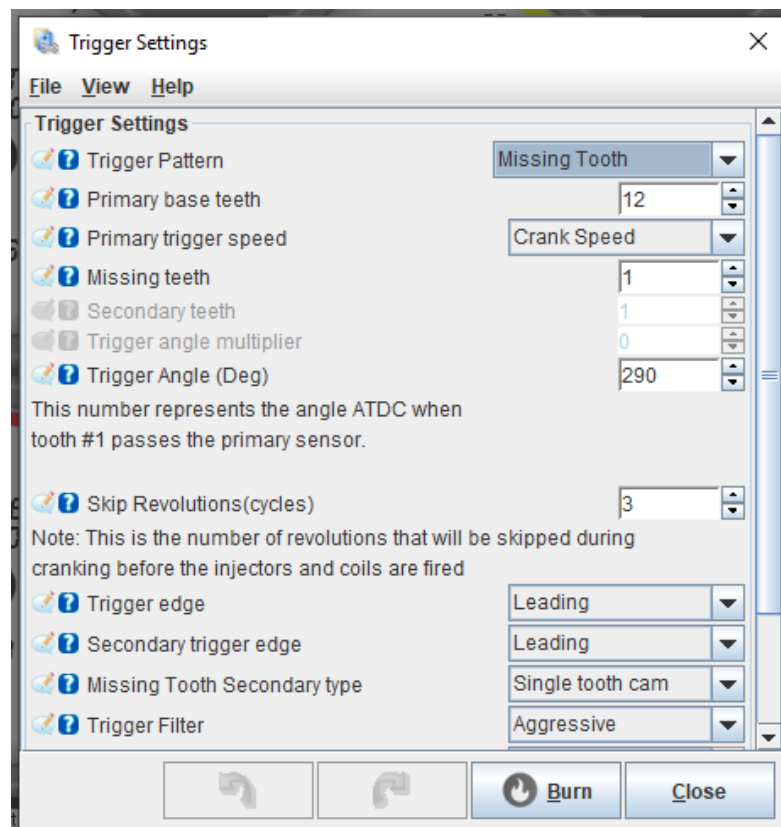 Trigger Settings
File View Help
Trigger Settings
Trigger Pattern Missing Tooth
Primary base teeth 12
Primary trigger speed Crank Speed
Missing teeth 1
Secondary teeth 1
Trigger angle multiplier 0
Trigger Angle (Deg) 290
This number represents the angle ATDC when
tooth #1 passes the primary sensor.
Skip Revolutions(cycles) 3
Note: This is the number of revolutions that will be skipped during
cranking before the injectors and coils are fired
Trigger edge Leading
Secondary trigger edge Leading
Missing Tooth Secondary type Single tooth cam
Trigger Filter Aggressive
Burn Close